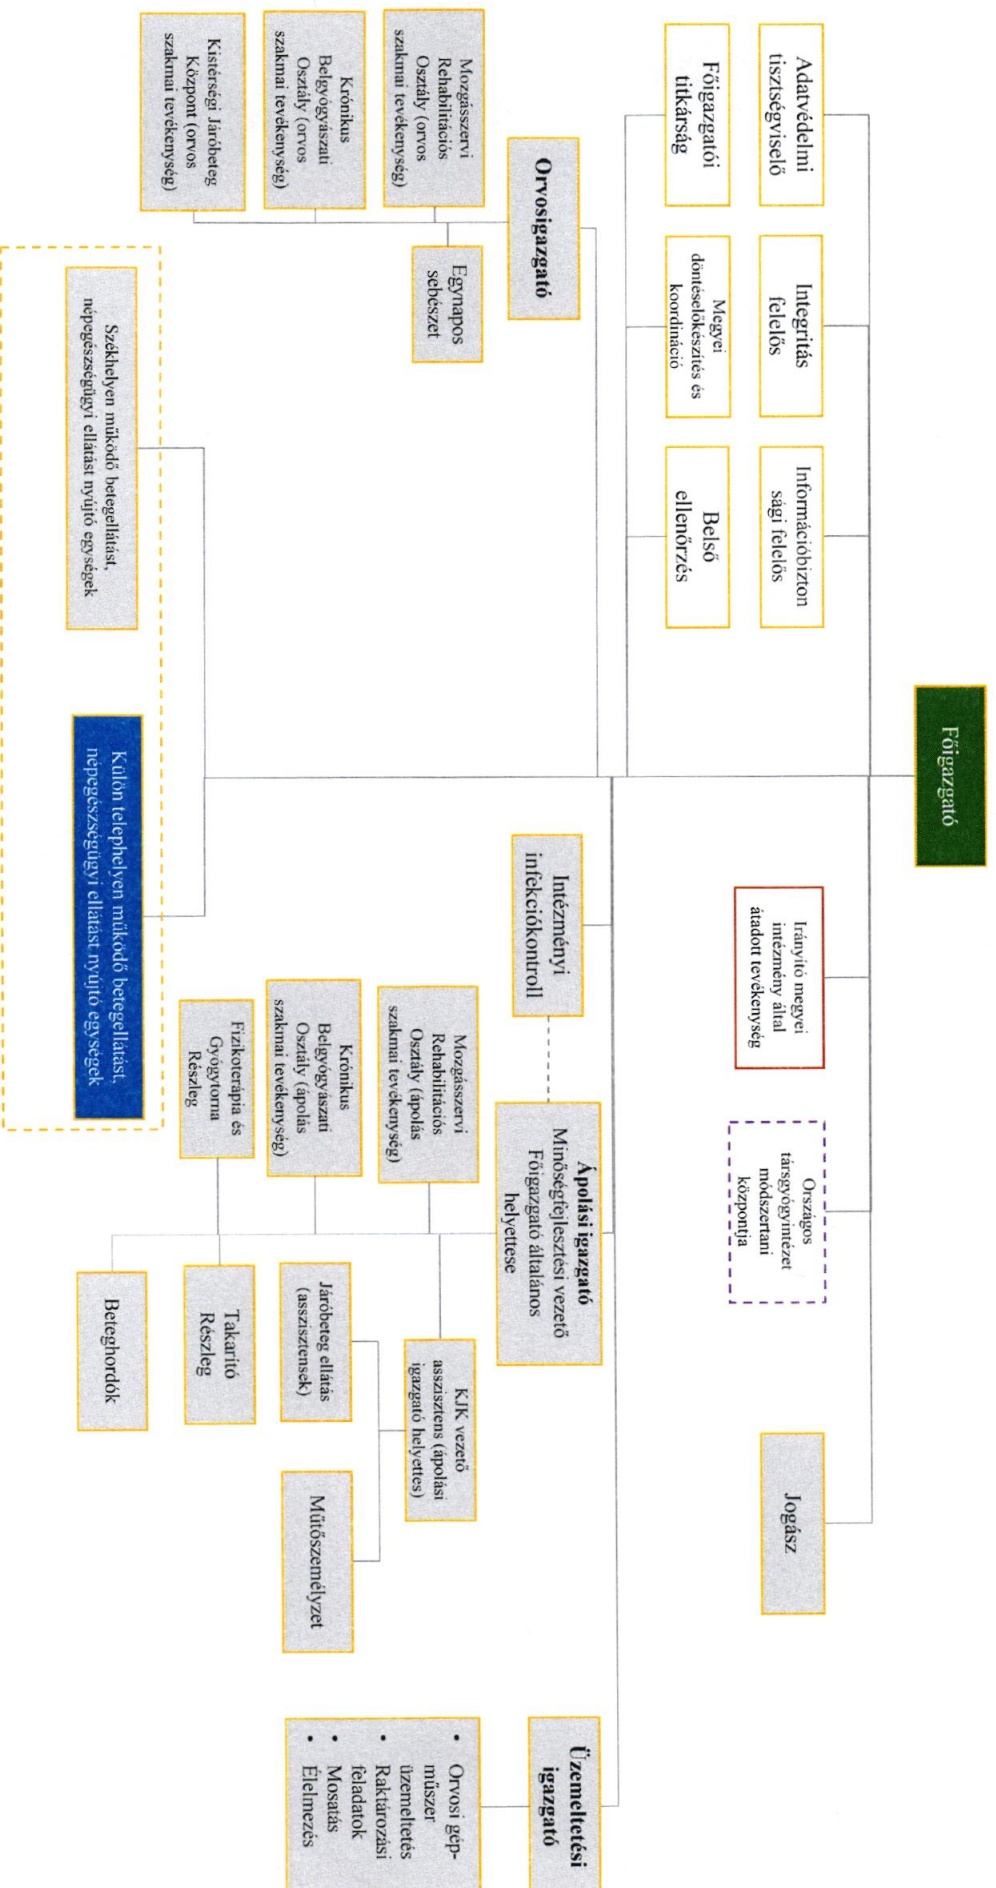 Főigazgató
Adatvédelmi
tisztségviselő
Integritás
felelős
Információbizton
sági felelős
Irányító megyei
intézmény által
átadott tevékenység
Országos
társgyógyintézet
módszertani
központja
Jogász
Főigazgatói
titkárság
Megyei
döntéselőkészítés és
koordináció
Belső
ellenőrzés
Orvosigazgató
Intézményi
infekciókontroll
Ápolási igazgató
Minőségfejlesztési vezető
Főigazgató általános
helyettese
Üzemeltetési
igazgató
Mozgásszervi
Rehabilitációs
Osztály (orvos
szakmai tevékenység)
Egynapos
sebészet
Krónikus
Belgyógyászati
Osztály (orvos
szakmai tevékenység)
Kistérségi Járóbeteg
Központ (orvos
szakmai tevékenység)
Mozgásszervi
Rehabilitációs
Osztály (ápolás
szakmai tevékenység)
KJK vezető
asszisztens (ápolási
igazgató helyettes)
Krónikus
Belgyógyászati
Osztály (ápolás
szakmai tevékenység)
Járóbeteg ellátás
(asszisztensek)
Műtőszemélyzet
Fizikoterápia és
Gyógytorna
Részleg
Takarító
Részleg
Beteghordók
• Orvosi gép-
műszer
üzemeltetés
• Raktározási
feladatok
• Mosatás
• Élelmezés
Székhelyen működő betegellátást,
népegészségügyi ellátást nyújtó egységek
Külön telephelyen működő betegellátást,
népegészségügyi ellátást nyújtó egységek